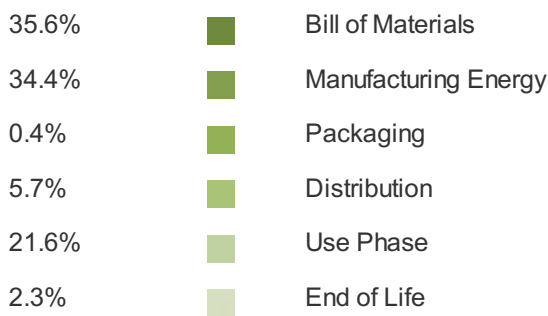 35.6% Bill of Materials
34.4% Manufacturing Energy
0.4% Packaging
5.7% Distribution
21.6% Use Phase
2.3% End of Life